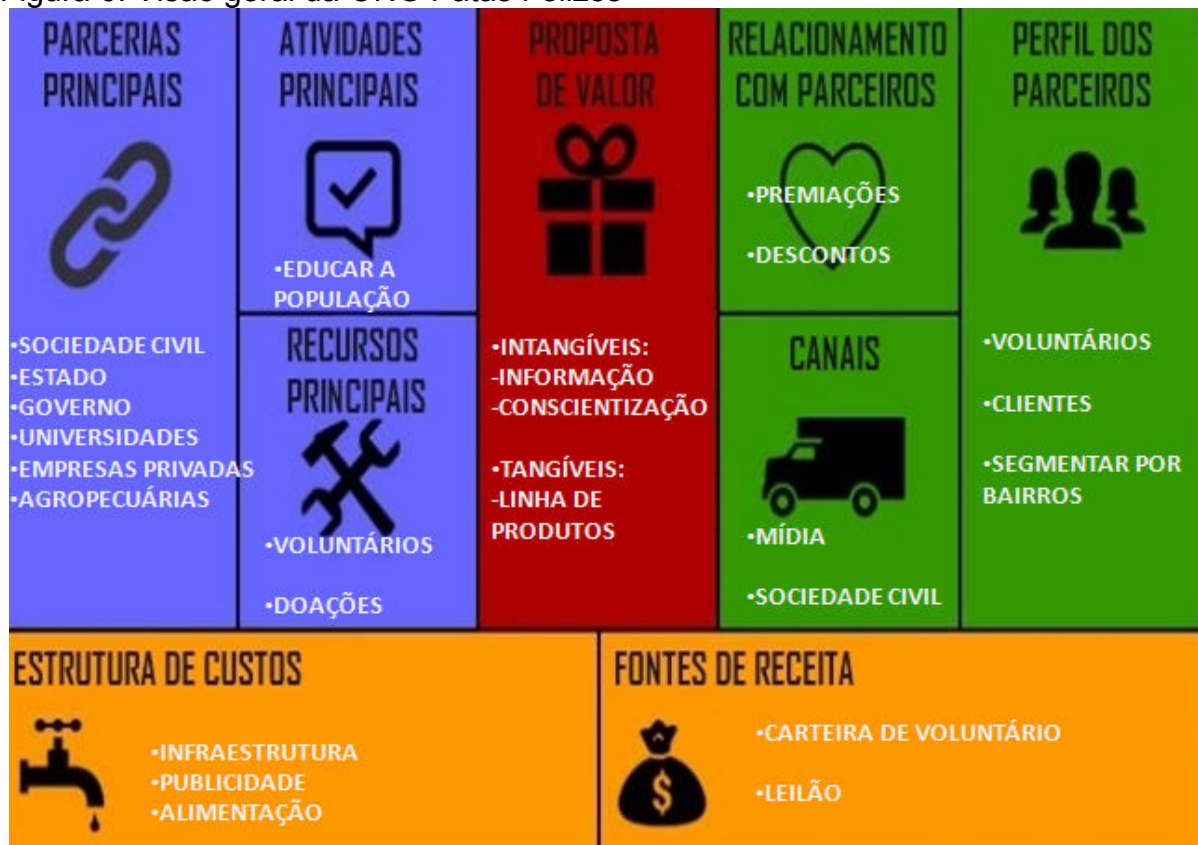 PARCERIAS
PRINCIPAIS
•SOCIEDADE CIVIL
•ESTADO
•GOVERNO
•UNIVERSIDADES
•EMPRESAS PRIVADAS
•AGROPECUÁRIAS
ATIVIDADES
PRINCIPAIS
•EDUCAR A
POPULAÇÃO
RECURSOS
PRINCIPAIS
•VOLUNTÁRIOS
•DOAÇÕES
PROPOSTA
DE VALOR
•INTANGÍVEIS:
-INFORMAÇÃO
-CONSCIENTIZAÇÃO
•TANGÍVEIS:
-LINHA DE
PRODUTOS
RELACIONAMENTO
COM PARCEIROS
•PREMIAÇÕES
•DESCONTOS
CANAIS
•MÍDIA
•SOCIEDADE CIVIL
PERFIL DOS
PARCEIROS
•VOLUNTÁRIOS
•CLIENTES
•SEGMENTAR POR
BAIRROS
ESTRUTURA DE CUSTOS
•INFRAESTRUTURA
•PUBLICIDADE
•ALIMENTAÇÃO
FONTES DE RECEITA
$
•CARTEIRA DE VOLUNTÁRIO
•LEILÃO